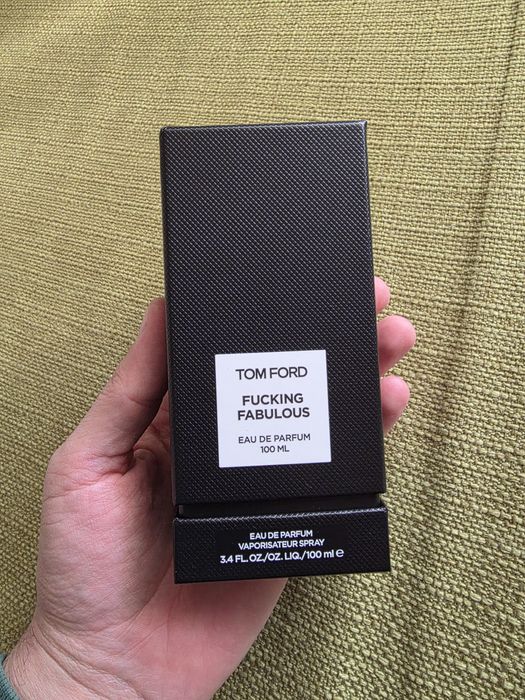 TOM FORD
FUCKING
FABULOUS
EAU DE PARFUM
100 ML
EAU DE PARFUM
VAPORISATEUR SPRAY
3.4 FL. OZ./OZ. LIQ./100 ml ℮